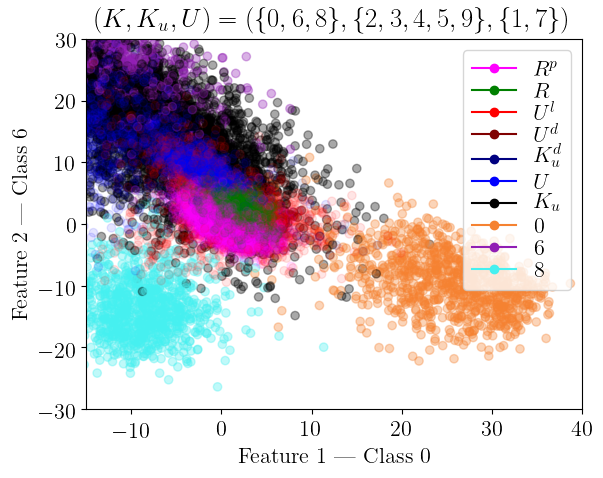 (K, K_u, U) = ({0, 6, 8}, {2, 3, 4, 5, 9}, {1, 7})
30
20
10
0
−10
−20
−30
Feature 2 — Class 6
−10 0 10 20 30 40
Feature 1 — Class 0
R^p
R
U^l
U^d
K_u^d
U
K_u
0
6
8